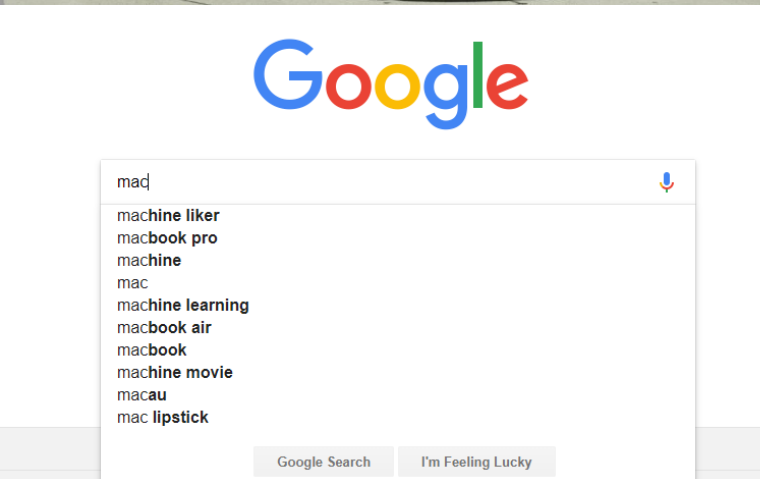 Google
mac
machine liker
macbook pro
machine
mac
machine learning
macbook air
macbook
machine movie
macau
mac lipstick
Google Search I'm Feeling Lucky